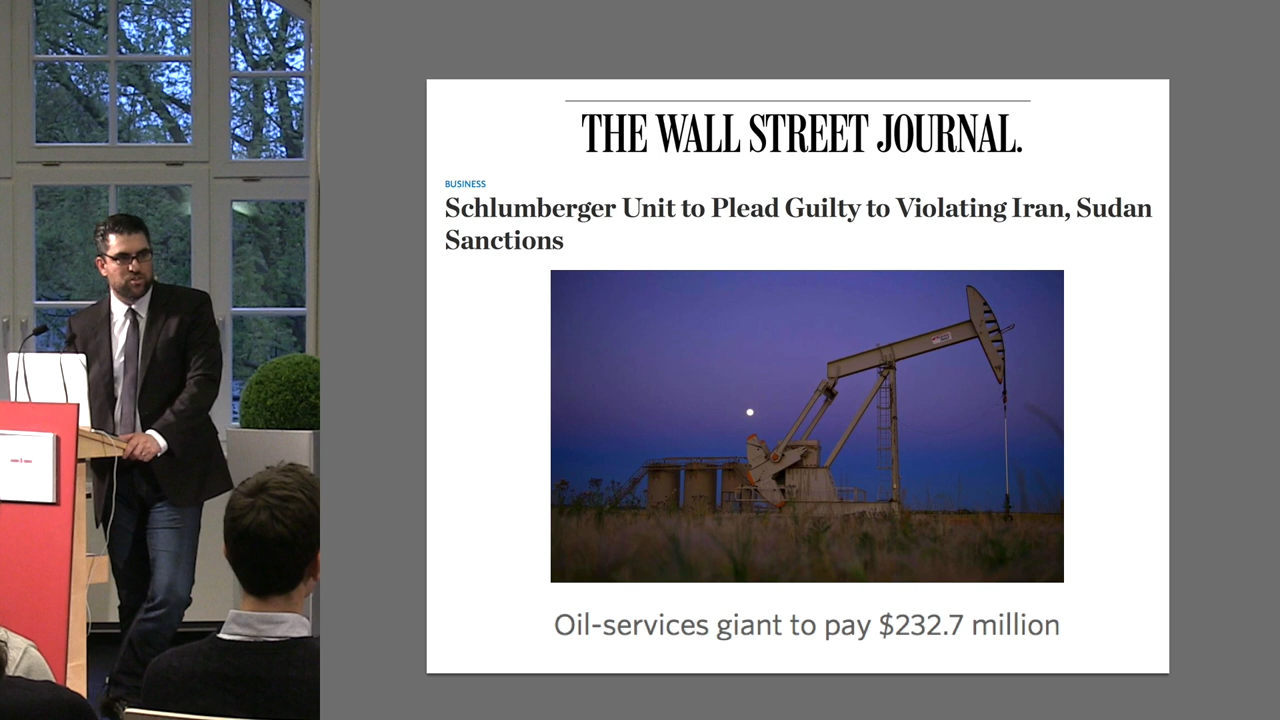 THE WALL STREET JOURNAL.
BUSINESS
Schlumberger Unit to Plead Guilty to Violating Iran, Sudan
Sanctions
Oil-services giant to pay $232.7 million